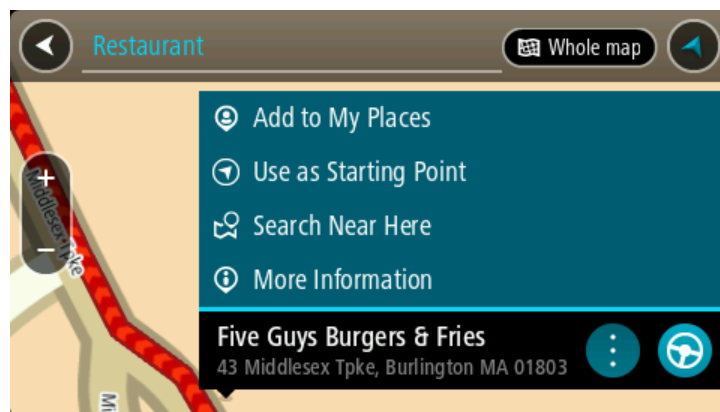 Restaurant
Whole map
Add to My Places
Use as Starting Point
Search Near Here
More Information
Five Guys Burgers & Fries
43 Middlesex Tpke, Burlington MA 01803
+
−
Middlesex Tpke
Mi